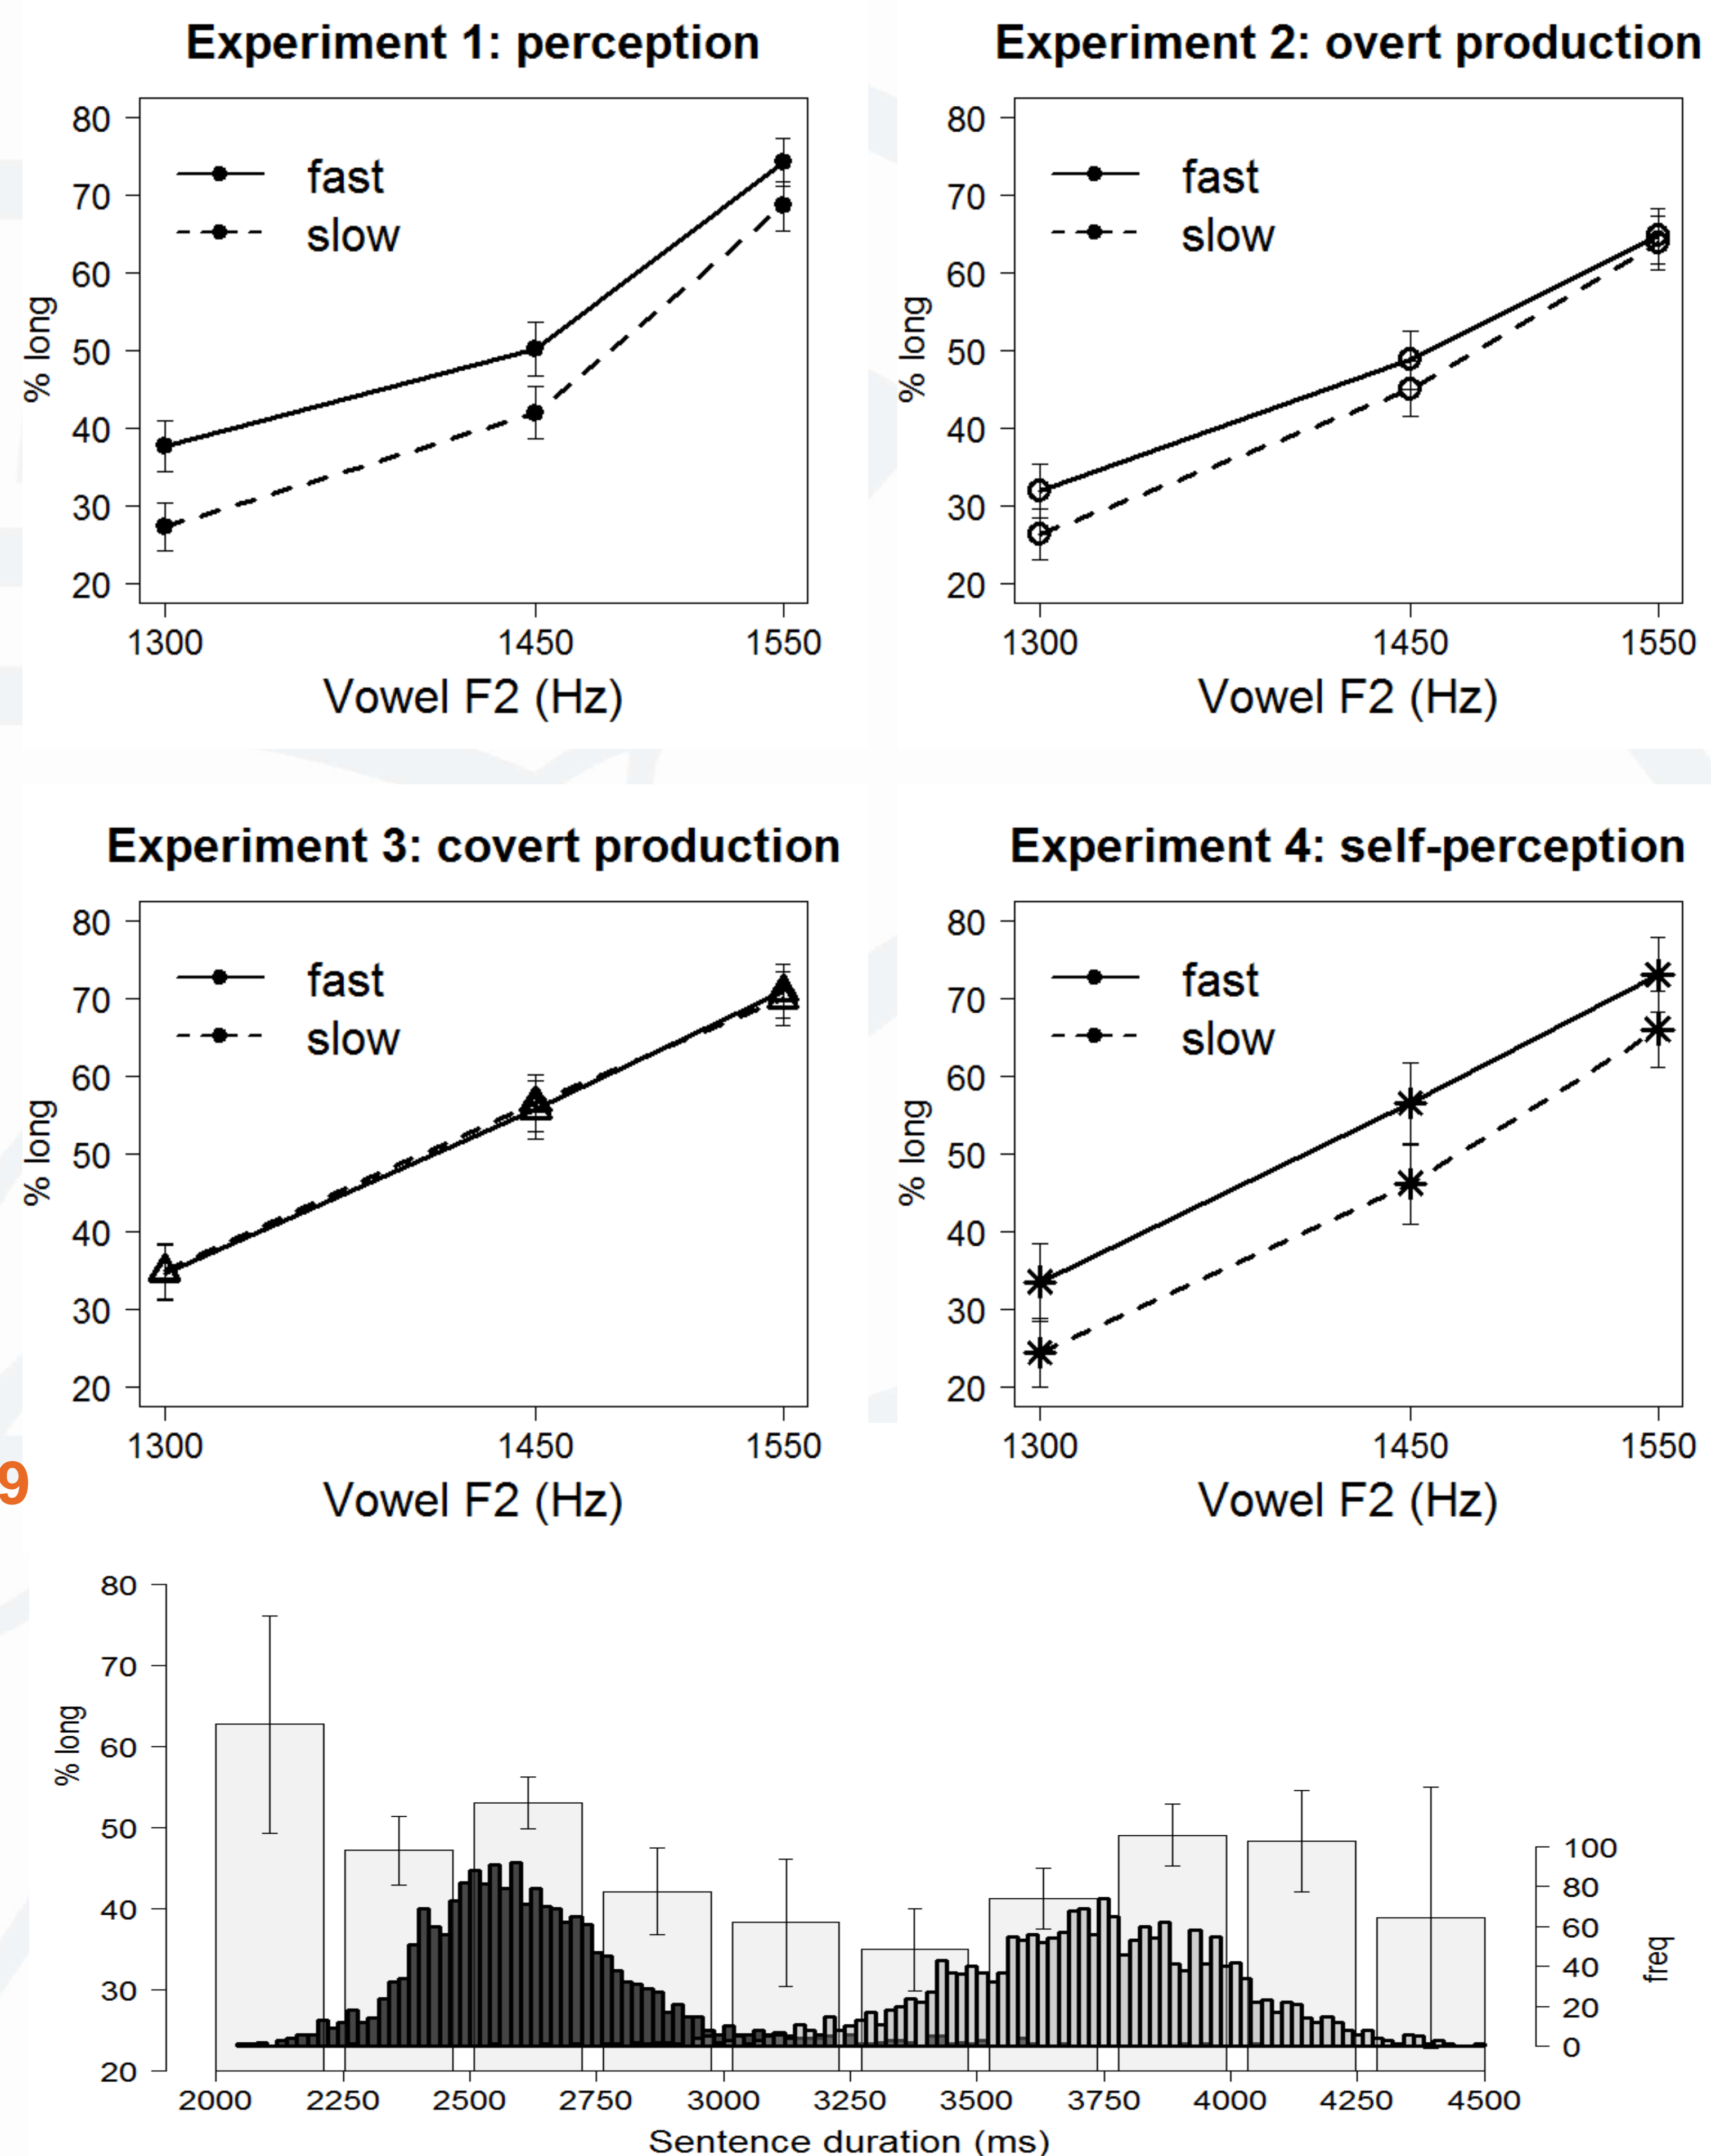 Experiment 1: perception
80
70
60
50
40
30
20
% long
fast
slow
1300 1450 1550
Vowel F2 (Hz)
Experiment 2: overt production
80
70
60
50
40
30
20
% long
fast
slow
1300 1450 1550
Vowel F2 (Hz)
Experiment 3: covert production
80
70
60
50
40
30
20
% long
fast
slow
1300 1450 1550
Vowel F2 (Hz)
Experiment 4: self-perception
80
70
60
50
40
30
20
% long
fast
slow
1300 1450 1550
Vowel F2 (Hz)
9
80
70
60
50
40
30
20
% long
100
80
60
40
20
0
freq
2000 2250 2500 2750 3000 3250 3500 3750 4000 4250 4500
Sentence duration (ms)